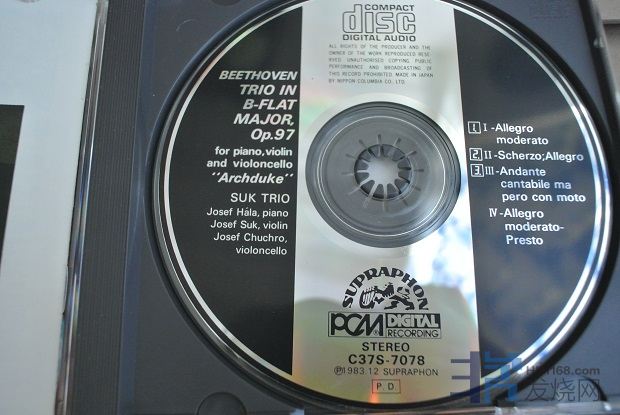 COMPACT
disc
DIGITAL AUDIO
ALL RIGHTS OF THE PRODUCER AND THE
OWNER OF THE WORK REPRODUCED RESE-
RVED UNAUTHORISED COPYING PUBLIC
PERFORMANCE AND BROADCASTING OF
THIS RECORD PROHIBITED. MADE IN JAPAN
BY NIPPON COLUMBIA CO., LTD.
BEETHOVEN
TRIO IN
B-FLAT
MAJOR,
Op.97
for piano, violin
and violoncello
"Archduke"
SUK TRIO
Josef Hála, piano
Josef Suk, violin
Josef Chuchro,
violoncello
1. I-Allegro
moderato
2. II-Scherzo;Allegro
3. III-Andante
cantabile ma
pero con moto
IV-Allegro
moderato-
Presto
SUPRAPHON
PCM DIGITAL
RECORDING
STEREO
C37S-7078
Ⓟ1983.12 SUPRAPHON
P.D
HIFI168.com
发烧网